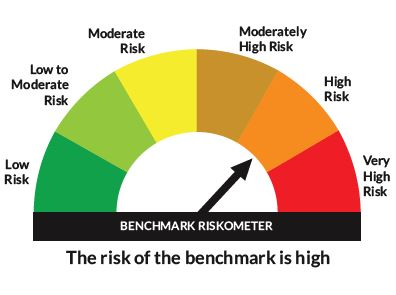 Low
Risk
Low to
Moderate
Risk
Moderate
Risk
Moderately
High Risk
High
Risk
Very
High
Risk
BENCHMARK RISKOMETER
The risk of the benchmark is high